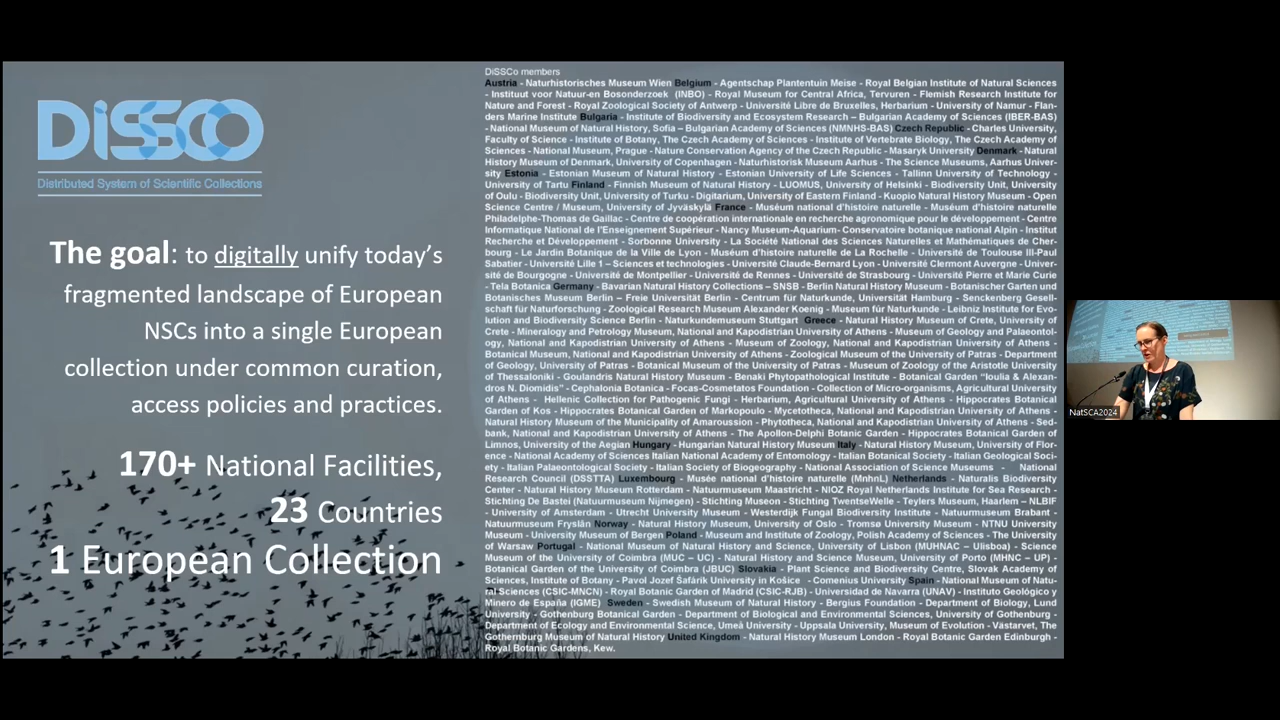 DiSSCO
Distributed System of Scientific Collections
The goal: to digitally unify today's
fragmented landscape of European
NSCs into a single European
collection under common curation,
access policies and practices.
170+ National Facilities,
23 Countries
1 European Collection
DiSSCo members
Austria - Naturhistorisches Museum Wien Belgium - Agentschap Plantentuin Meise - Royal Belgian Institute of Natural Sciences
- Instituut voor Natuur-en Bosonderzoek (INBO) - Royal Museum for Central Africa, Tervuren - Flemish Research Institute for
Nature and Forest - Royal Zoological Society of Antwerp - Université Libre de Bruxelles, Herbarium - University of Namur - Flan-
ders Marine Institute Bulgaria - Institute of Biodiversity and Ecosystem Research – Bulgarian Academy of Sciences (IBER-BAS)
- National Museum of Natural History, Sofia – Bulgarian Academy of Sciences (NMNHS-BAS) Czech Republic - Charles University,
Faculty of Science - Institute of Botany, The Czech Academy of Sciences - Institute of Vertebrate Biology, The Czech Academy of
Sciences - National Museum, Prague - Nature Conservation Agency of the Czech Republic - Masaryk University Denmark - Natural
History Museum of Denmark, University of Copenhagen - Naturhistorisk Museum Aarhus - The Science Museums, Aarhus Univer-
sity Estonia - Estonian Museum of Natural History - Estonian University of Life Sciences - Tallinn University of Technology -
University of Tartu Finland - Finnish Museum of Natural History - LUOMUS, University of Helsinki - Biodiversity Unit, University
of Oulu - Biodiversity Unit, University of Turku - Digitarium, University of Eastern Finland - Kuopio Natural History Museum - Open
Science Centre / Museum, University of Jyväskylä France - Muséum national d'histoire naturelle - Muséum d'histoire naturelle
Philadelphe-Thomas de Gaillac - Centre de coopération internationale en recherche agronomique pour le développement - Centre
Informatique National de l'Enseignement Supérieur - Nancy Museum-Aquarium- Conservatoire botanique national Alpin - Institut
Recherche et Développement - Sorbonne University - La Société National des Sciences Naturelles et Mathématiques de Cher-
bourg - Le Jardin Botanique de la Ville de Lyon - Muséum d'histoire naturelle de La Rochelle - Université de Toulouse III-Paul
Sabatier - Université Lille 1 – Sciences et technologies - Université Claude-Bernard Lyon - Université Clermont Auvergne - Univer-
sité de Bourgogne - Université de Montpellier - Université de Rennes - Université de Strasbourg - Université Pierre et Marie Curie
- Tela Botanica Germany - Bavarian Natural History Collections – SNSB - Berlin Natural History Museum - Botanischer Garten und
Botanisches Museum Berlin – Freie Universität Berlin - Centrum für Naturkunde, Universität Hamburg - Senckenberg Gesell-
schaft für Naturforschung - Zoological Research Museum Alexander Koenig - Museum für Naturkunde - Leibniz Institute for Evo-
lution and Biodiversity Science Berlin - Naturkundemuseum Stuttgart Greece - Natural History Museum of Crete, University of
Crete - Mineralogy and Petrology Museum, National and Kapodistrian University of Athens - Museum of Geology and Palaeontol-
ogy, National and Kapodistrian University of Athens - Museum of Zoology, National and Kapodistrian University of Athens -
Botanical Museum, National and Kapodistrian University of Athens - Zoological Museum of the University of Patras - Department
of Geology, University of Patras - Botanical Museum of the University of Patras - Museum of Zoology of the Aristotle University
of Thessaloniki - Goulandris Natural History Museum - Benaki Phytopathological Institute - Botanical Garden "Ioulia & Alexan-
dros N. Diomidis" - Cephalonia Botanica - Focas-Cosmetatos Foundation - Collection of Micro-organisms, Agricultural University
of Athens - Hellenic Collection for Pathogenic Fungi - Herbarium, Agricultural University of Athens - Hippocrates Botanical
Garden of Kos - Hippocrates Botanical Garden of Markopoulo - Mycetotheca, National and Kapodistrian University of Athens -
Natural History Museum of the Municipality of Amaroussion - Phytotheca, National and Kapodistrian University of Athens - Sed-
bank, National and Kapodistrian University of Athens - The Apollon-Delphi Botanic Garden - Hippocrates Botanical Garden of
Limnos, University of the Aegian Hungary - Hungarian Natural History Museum Italy - Natural History Museum, University of Flor-
ence - National Academy of Sciences Italian National Academy of Entomology - Italian Botanical Society - Italian Geological Soci-
ety - Italian Palaeontological Society - Italian Society of Biogeography - National Association of Science Museums - National
Research Council (DSSTTA) Luxembourg - Musée national d'histoire naturelle (MnhnL) Netherlands - Naturalis Biodiversity
Center - Natural History Museum Rotterdam - Natuurmuseum Maastricht - NIOZ Royal Netherlands Institute for Sea Research -
Stichting De Bastei (Natuurmuseum Nijmegen) - Stichting Museon - Stichting TwentseWelle - Teylers Museum, Haarlem – NLBIF
- University of Amsterdam - Utrecht University Museum - Westerdijk Fungal Biodiversity Institute - Natuurmuseum Brabant -
Natuurmuseum Fryslân Norway - Natural History Museum, University of Oslo - Tromsø University Museum - NTNU University
Museum - University Museum of Bergen Poland - Museum and Institute of Zoology, Polish Academy of Sciences - The University
of Warsaw Portugal - National Museum of Natural History and Science, University of Lisbon (MUHNAC – Ulisboa) - Science
Museum of the University of Coimbra (MUC – UC) - Natural History and Science Museum, University of Porto (MHNC – UP) -
Botanical Garden of the University of Coimbra (JBUC) Slovakia - Plant Science and Biodiversity Centre, Slovak Academy of
Sciences, Institute of Botany - Pavol Jozef Šafárik University in Košice - Comenius University Spain - National Museum of Natu-
ral Sciences (CSIC-MNCN) - Royal Botanic Garden of Madrid (CSIC-RJB) - Universidad de Navarra (UNAV) - Instituto Geológico y
Minero de España (IGME) Sweden - Swedish Museum of Natural History - Bergius Foundation - Department of Biology, Lund
University - Gothenburg Botanical Garden - Department of Biological and Environmental Sciences, University of Gothenburg -
Department of Ecology and Environmental Science, Umeå University - Uppsala University, Museum of Evolution - Västarvet, The
Gothernburg Museum of Natural History United Kingdom - Natural History Museum London - Royal Botanic Garden Edinburgh -
Royal Botanic Gardens, Kew.
NatSCA2024